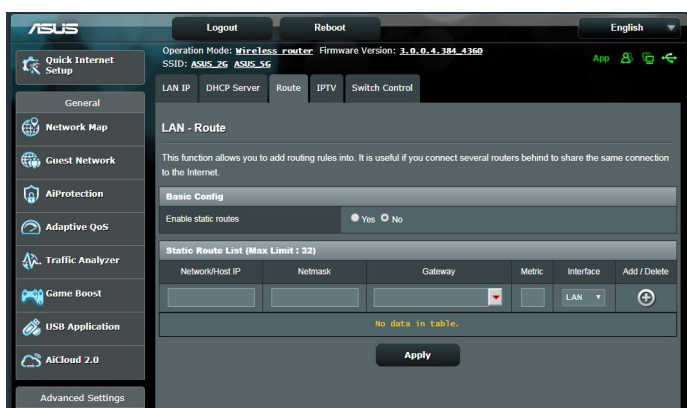 ASUS
Logout
Reboot
English
Quick Internet Setup
Operation Mode: Wireless router Firmware Version: 3.0.0.4.384_4360
SSID: ASUS_2G ASUS_5G
App
LAN IP DHCP Server Route IPTV Switch Control
General
Network Map
Guest Network
AiProtection
Adaptive QoS
Traffic Analyzer
Game Boost
USB Application
AiCloud 2.0
Advanced Settings
LAN - Route
This function allows you to add routing rules into. It is useful if you connect several routers behind to share the same connection
to the Internet.
Basic Config
Enable static routes Yes No
Static Route List (Max Limit : 32)
Network/Host IP Netmask Gateway Metric Interface Add / Delete
LAN
No data in table.
Apply